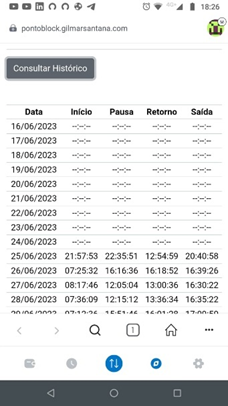 18:26
pontoblock.gilmarsantana.com
Consultar Histórico
Data Início Pausa Retorno Saída
16/06/2023 --:--:-- --:--:-- --:--:-- --:--:--
17/06/2023 --:--:-- --:--:-- --:--:-- --:--:--
18/06/2023 --:--:-- --:--:-- --:--:-- --:--:--
19/06/2023 --:--:-- --:--:-- --:--:-- --:--:--
20/06/2023 --:--:-- --:--:-- --:--:-- --:--:--
21/06/2023 --:--:-- --:--:-- --:--:-- --:--:--
22/06/2023 --:--:-- --:--:-- --:--:-- --:--:--
23/06/2023 --:--:-- --:--:-- --:--:-- --:--:--
24/06/2023 --:--:-- --:--:-- --:--:-- --:--:--
25/06/2023 21:57:53 22:35:51 12:54:59 20:40:58
26/06/2023 07:25:32 16:16:36 16:18:52 16:39:26
27/06/2023 08:17:46 12:05:04 13:00:36 16:30:22
28/06/2023 07:36:09 12:15:12 13:36:34 16:35:22
1